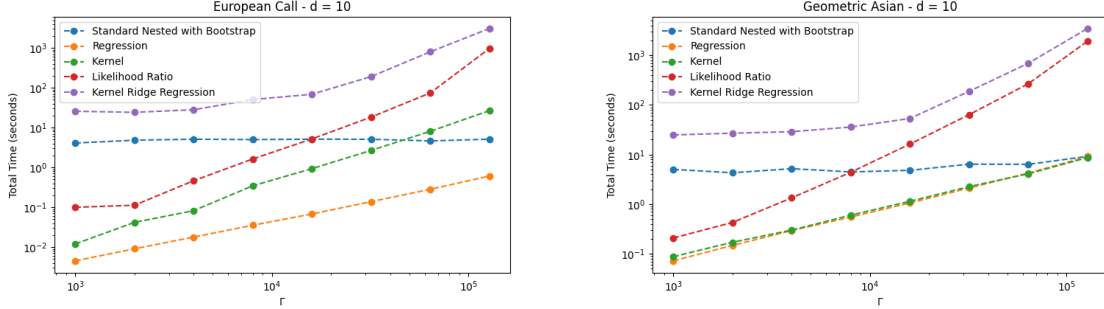 European Call - d = 10
Standard Nested with Bootstrap
Regression
Kernel
Likelihood Ratio
Kernel Ridge Regression
Total Time (seconds)
10³
10²
10¹
10⁰
10⁻¹
10⁻²
10³
10⁴
10⁵
Γ
Geometric Asian - d = 10
Standard Nested with Bootstrap
Regression
Kernel
Likelihood Ratio
Kernel Ridge Regression
Total Time (seconds)
10³
10²
10¹
10⁰
10⁻¹
10³
10⁴
10⁵
Γ